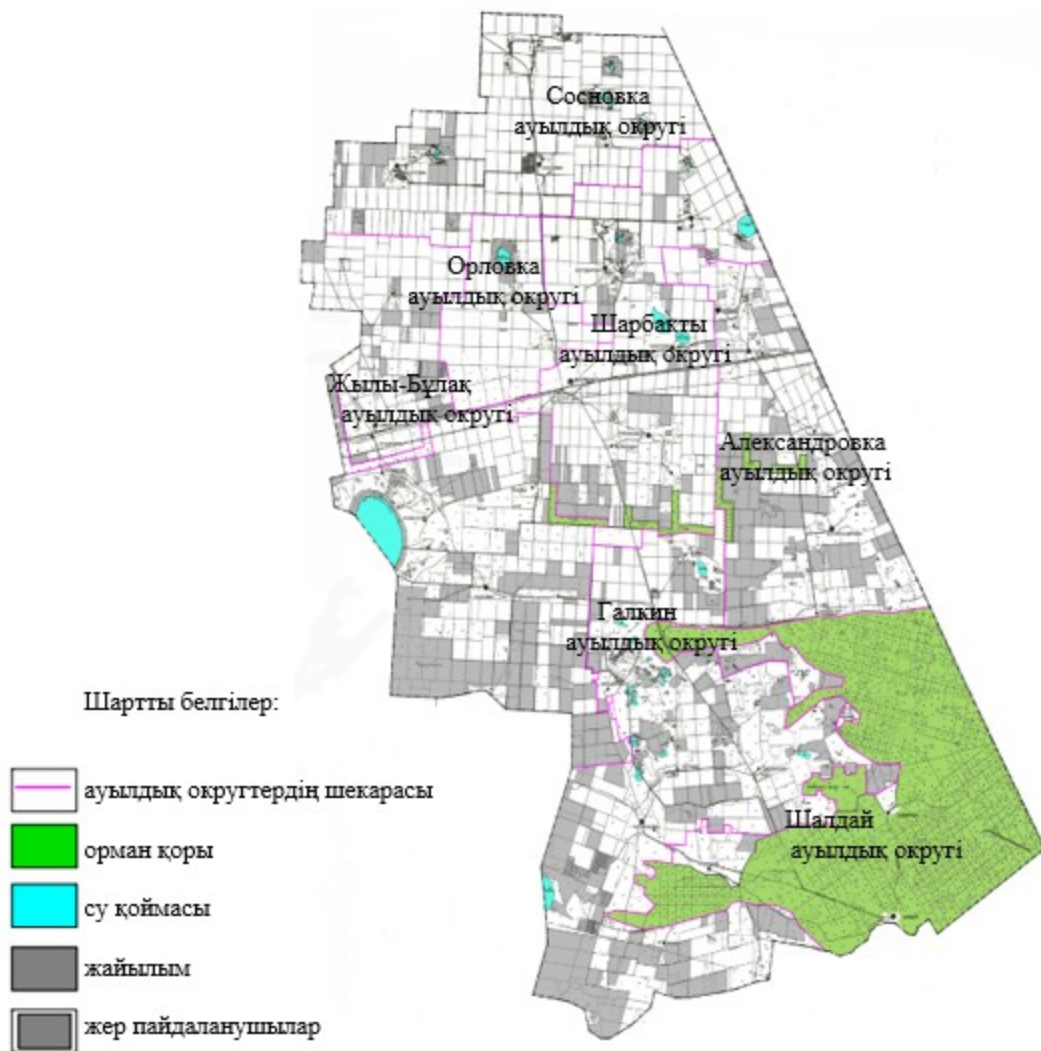 Сосновка
ауылдық округі
Орловка
ауылдық округі
Шарбақты
ауылдық округі
Жылы-Бұлақ
ауылдық округі
Александровка
ауылдық округі
Галкин
ауылдық округі
Шалдай
ауылдық округі
Шартты белгілер:
ауылдық округтердің шекарасы
орман қоры
су қоймасы
жайылым
жер пайдаланушылар